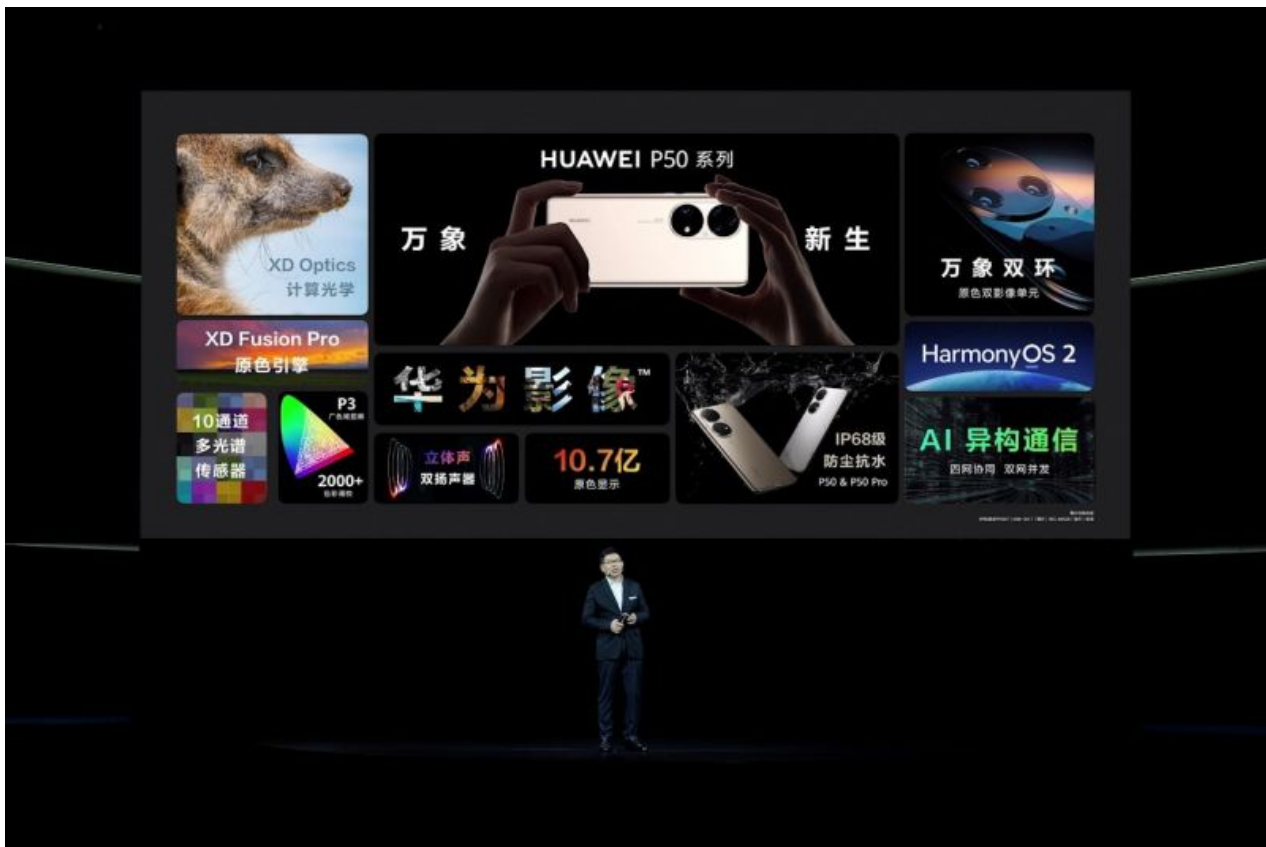 HUAWEI P50 系列
万象
新生
XD Optics
计算光学
万象双环
原色双影像单元
XD Fusion Pro
原色引擎
HarmonyOS 2
华为影像™
10通道
多光谱
传感器
P3
2000+
立体声
双扬声器
10.7亿
原色显示
IP68级
防尘抗水
P50 & P50 Pro
AI 异构通信
四网协同 双网并发